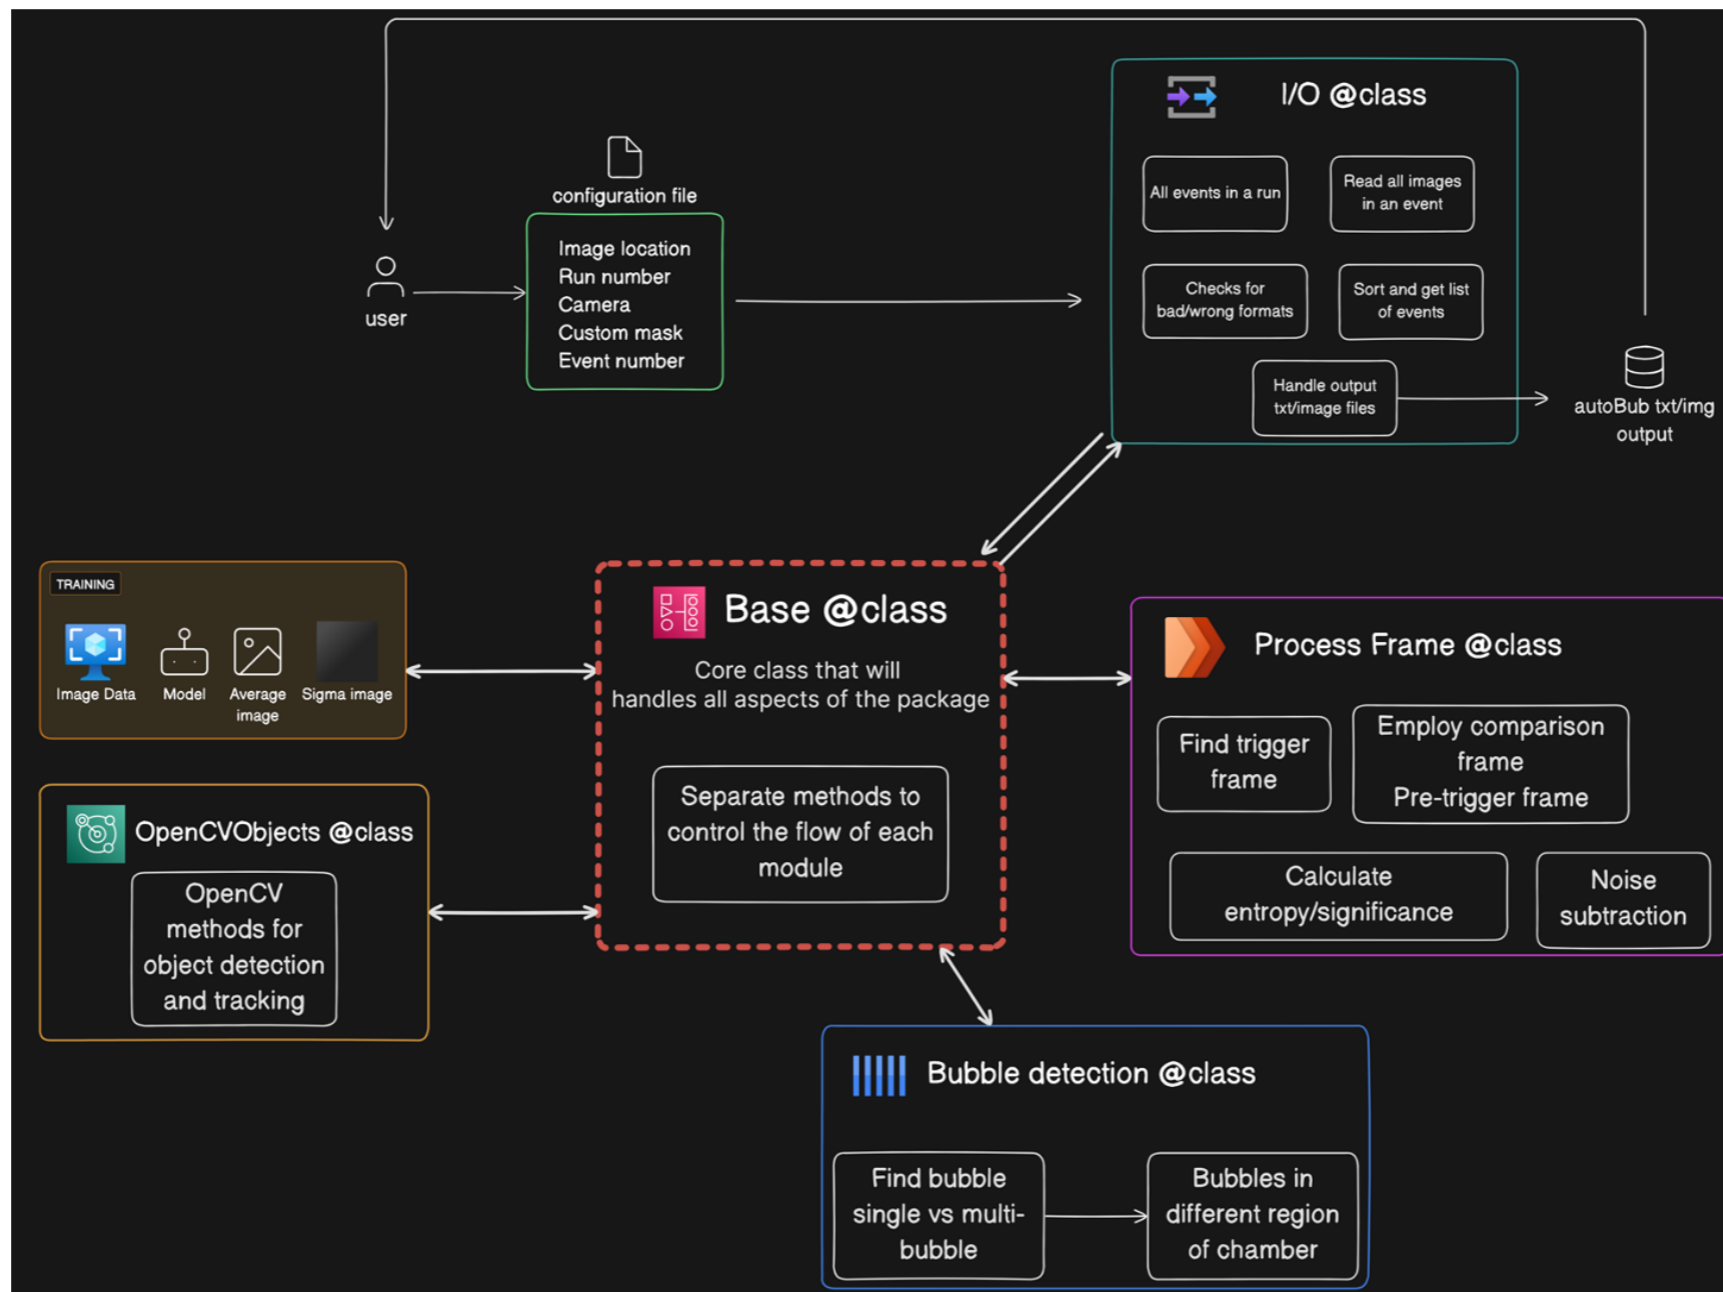 I/O @class
All events in a run
Read all images
in an event
Checks for
bad/wrong formats
Sort and get list
of events
Handle output
txt/image files
configuration file
Image location
Run number
Camera
Custom mask
Event number
user
autoBub txt/img
output
TRAINING
Image Data
Model
Average
image
Sigma image
Base @class
Core class that will
handles all aspects of the package
Separate methods to
control the flow of each
module
Process Frame @class
Find trigger
frame
Employ comparison
frame
Pre-trigger frame
Calculate
entropy/significance
Noise
subtraction
OpenCVObjects @class
OpenCV
methods for
object detection
and tracking
Bubble detection @class
Find bubble
single vs multi-
bubble
Bubbles in
different region
of chamber